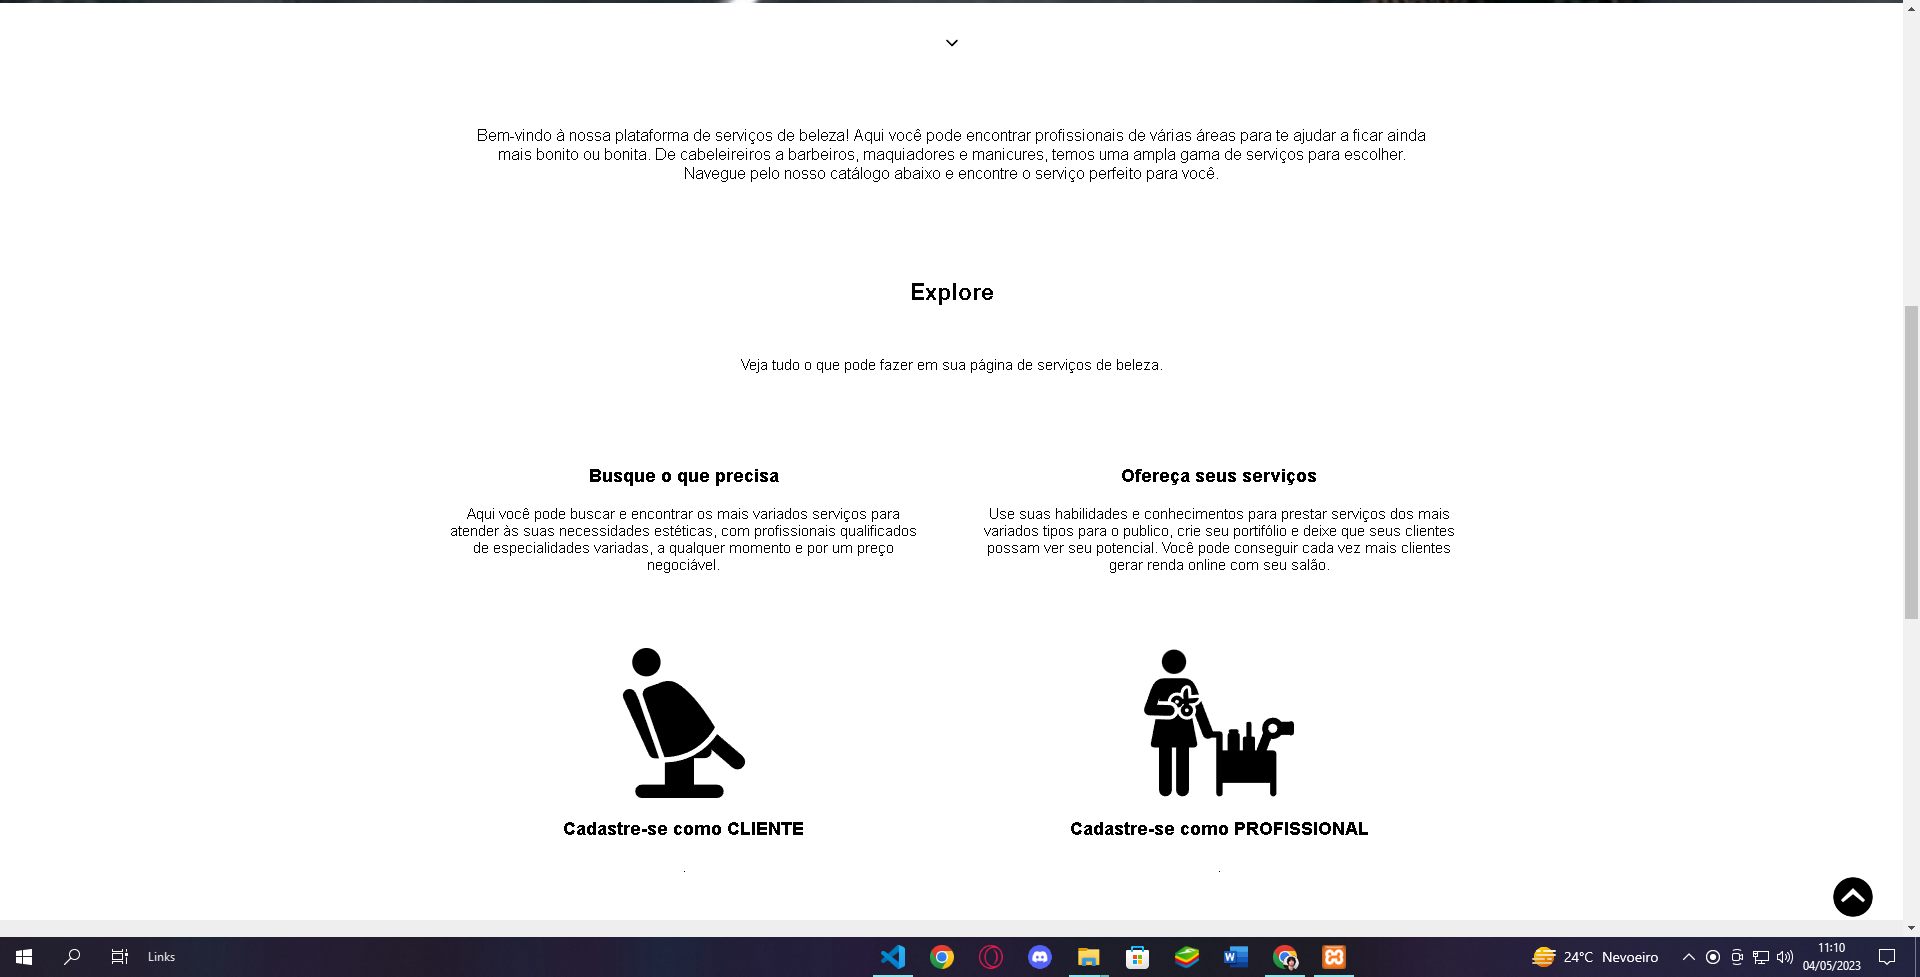 Bem-vindo à nossa plataforma de serviços de beleza! Aqui você pode encontrar profissionais de várias áreas para te ajudar a ficar ainda
mais bonito ou bonita. De cabeleireiros a barbeiros, maquiadores e manicures, temos uma ampla gama de serviços para escolher.
Navegue pelo nosso catálogo abaixo e encontre o serviço perfeito para você.
Explore
Veja tudo o que pode fazer em sua página de serviços de beleza.
Busque o que precisa
Aqui você pode buscar e encontrar os mais variados serviços para
atender às suas necessidades estéticas, com profissionais qualificados
de especialidades variadas, a qualquer momento e por um preço
negociável.
Ofereça seus serviços
Use suas habilidades e conhecimentos para prestar serviços dos mais
variados tipos para o publico, crie seu portifólio e deixe que seus clientes
possam ver seu potencial. Você pode conseguir cada vez mais clientes
gerar renda online com seu salão.
Cadastre-se como CLIENTE
.
Cadastre-se como PROFISSIONAL
.
Links
24°C Nevoeiro
11:10
04/05/2023